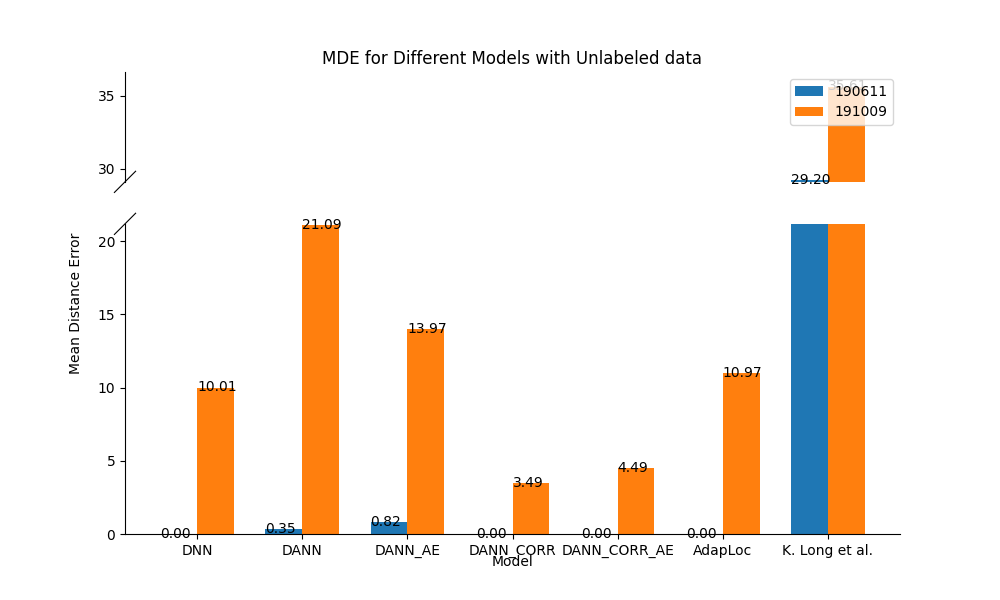 MDE for Different Models with Unlabeled data
35
30
20
15
10
5
0
Mean Distance Error
190611
191009
29.20
21.09
13.97
10.01
10.97
3.49
4.49
0.00
0.35
0.82
0.00
0.00
0.00
DNN
DANN
DANN_AE
DANN_CORR
DANN_CORR_AE
AdapLoc
K. Long et al.
Model